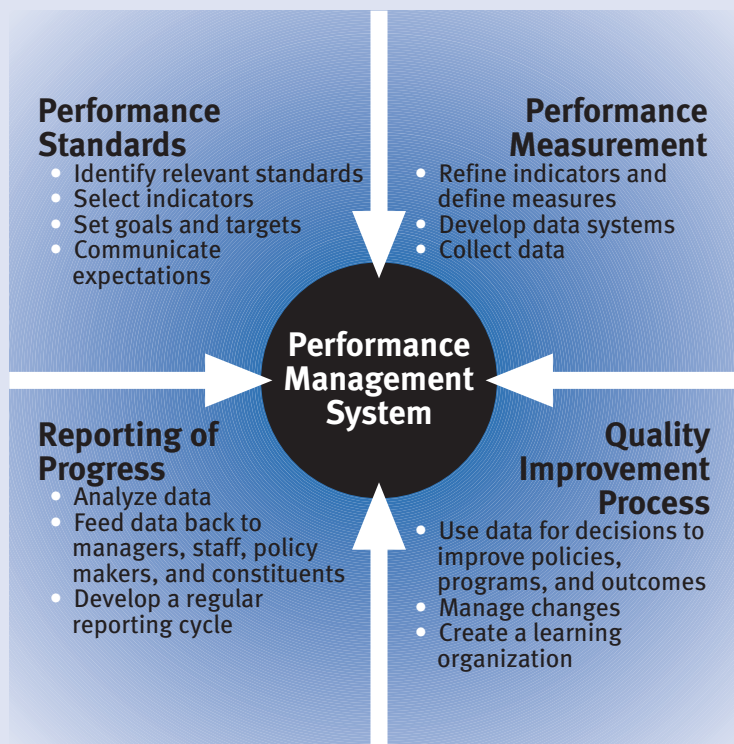 Performance
Standards
• Identify relevant standards
• Select indicators
• Set goals and targets
• Communicate
expectations
Performance
Measurement
• Refine indicators and
define measures
• Develop data systems
• Collect data
Performance
Management
System
Reporting of
Progress
• Analyze data
• Feed data back to
managers, staff, policy
makers, and constituents
• Develop a regular
reporting cycle
Quality
Improvement
Process
• Use data for decisions to
improve policies,
programs, and outcomes
• Manage changes
• Create a learning
organization